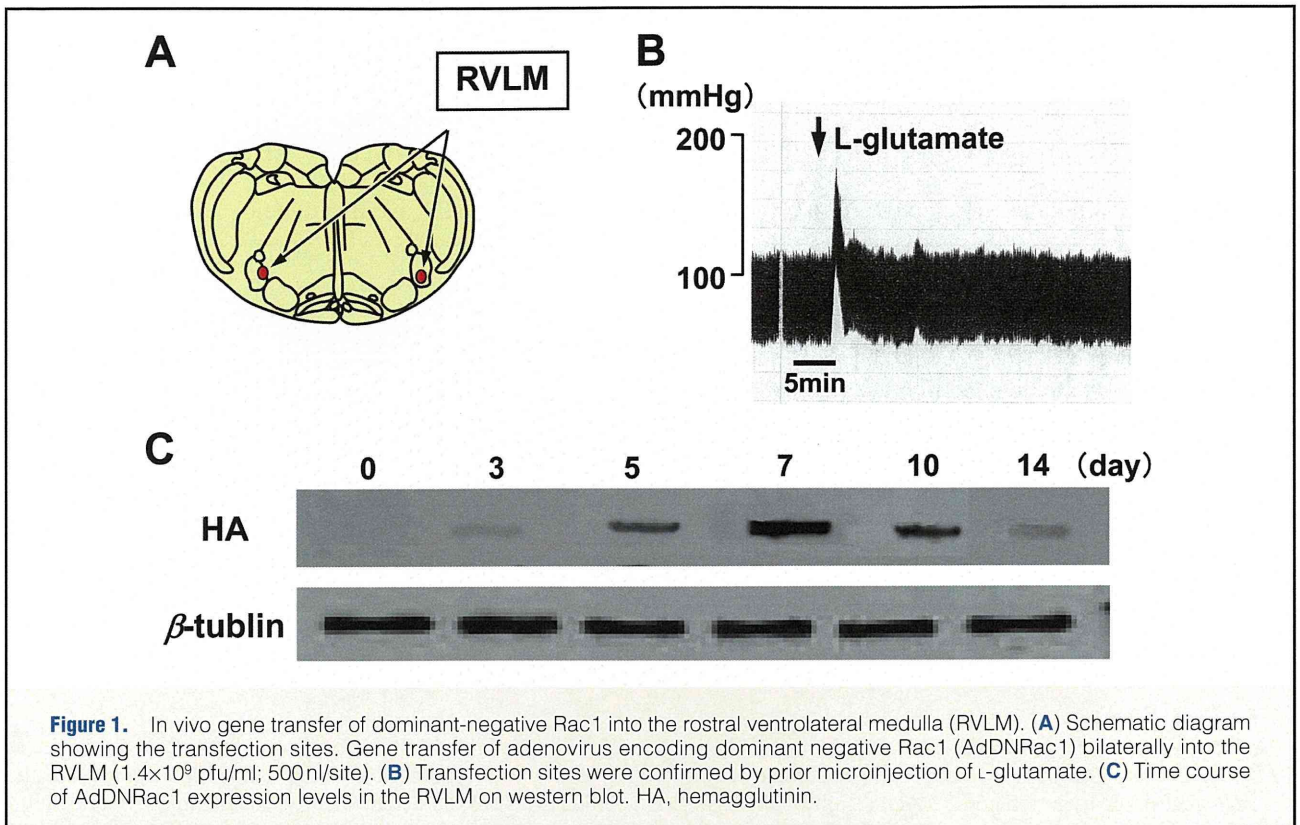 A
RVLM
B
(mmHg)
200
L-glutamate
100
5min
C
0 3 5 7 10 14 (day)
HA
β-tublin
Figure 1. In vivo gene transfer of dominant-negative Rac1 into the rostral ventrolateral medulla (RVLM). (A) Schematic diagram
showing the transfection sites. Gene transfer of adenovirus encoding dominant negative Rac1 (AdDNRac1) bilaterally into the
RVLM (1.4×10⁹ pfu/ml; 500nl/site). (B) Transfection sites were confirmed by prior microinjection of L-glutamate. (C) Time course
of AdDNRac1 expression levels in the RVLM on western blot. HA, hemagglutinin.